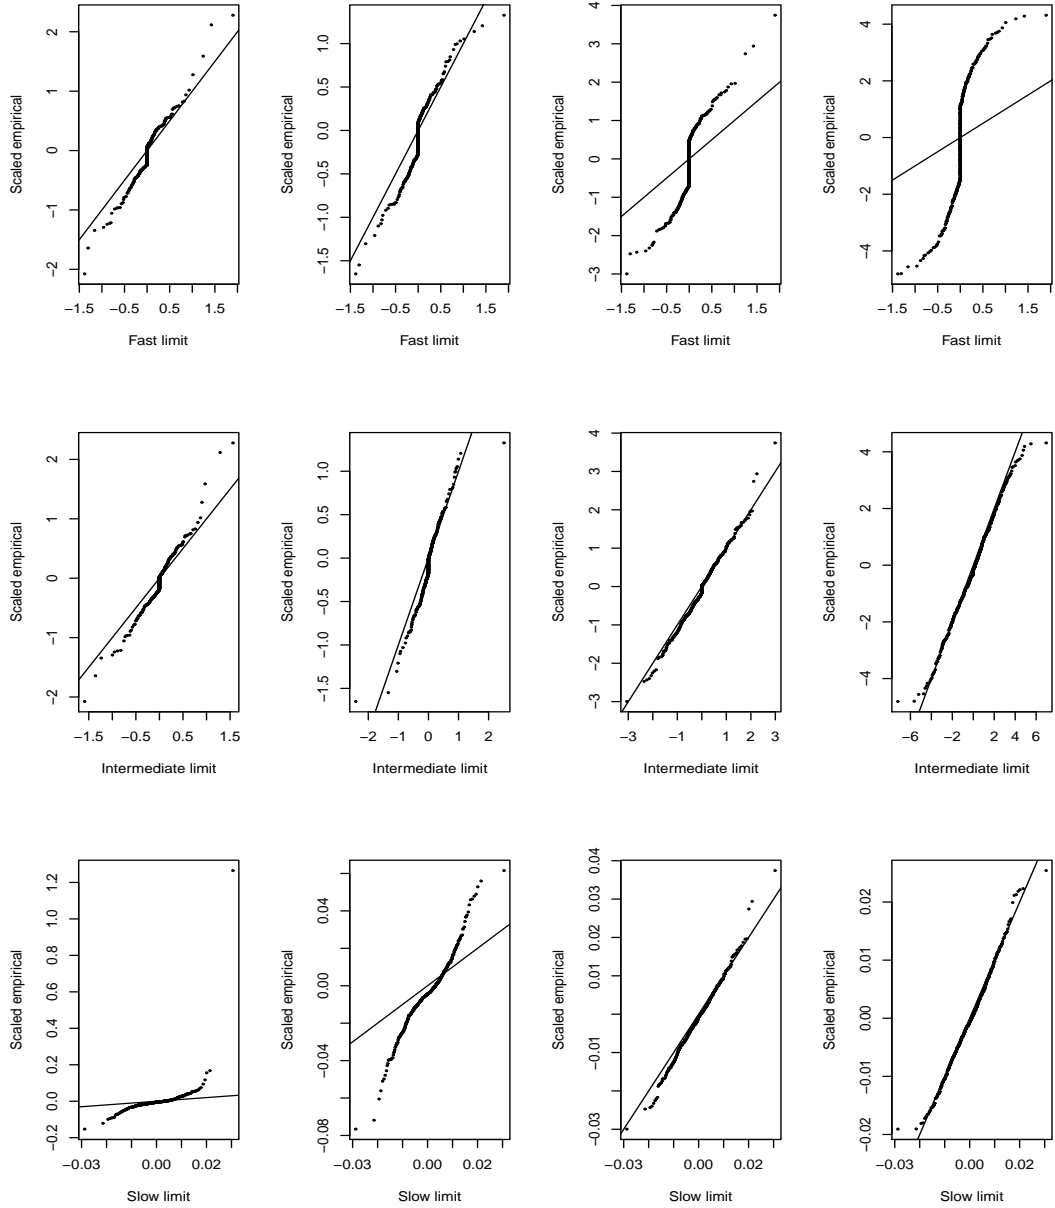 Scaled empirical
−2 −1 0 1 2
−1.5 −0.5 0.5 1.5
Fast limit
Scaled empirical
−1.5 −1.0 −0.5 0.0 0.5 1.0
−1.5 −0.5 0.5 1.5
Fast limit
Scaled empirical
−3 −2 −1 0 1 2 3 4
−1.5 −0.5 0.5 1.5
Fast limit
Scaled empirical
−4 −2 0 2 4
−1.5 −0.5 0.5 1.5
Fast limit
Scaled empirical
−2 −1 0 1 2
−1.5 −0.5 0.5 1.5
Intermediate limit
Scaled empirical
−1.5 −1.0 −0.5 0.0 0.5 1.0
−2 −1 0 1 2
Intermediate limit
Scaled empirical
−3 −2 −1 0 1 2 3 4
−3 −1 1 2 3
Intermediate limit
Scaled empirical
−4 −2 0 2 4
−6 −2 2 4 6
Intermediate limit
Scaled empirical
−0.2 0.0 0.2 0.4 0.6 0.8 1.0 1.2
−0.03 0.00 0.02
Slow limit
Scaled empirical
−0.08 −0.04 0.00 0.04
−0.03 0.00 0.02
Slow limit
Scaled empirical
−0.03 −0.01 0.01 0.02 0.03 0.04
−0.03 0.00 0.02
Slow limit
Scaled empirical
−0.02 −0.01 0.00 0.01 0.02
−0.03 0.00 0.02
Slow limit